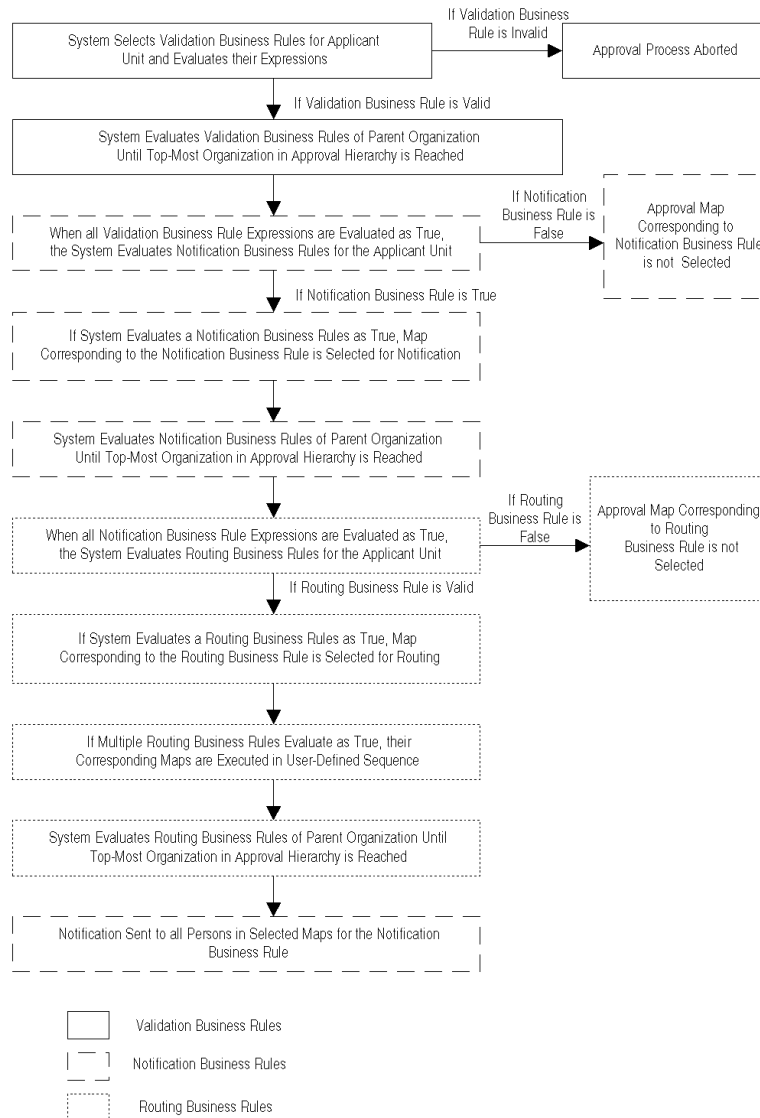 System Selects Validation Business Rules for Applicant
Unit and Evaluates their Expressions
If Validation Business
Rule is Invalid
Approval Process Aborted
If Validation Business Rule is Valid
System Evaluates Validation Business Rules of Parent Organization
Until Top-Most Organization in Approval Hierarchy is Reached
When all Validation Business Rule Expressions are Evaluated as True,
the System Evaluates Notification Business Rules for the Applicant Unit
If Notification
Business Rule is
False
Approval Map
Corresponding to
Notification Business Rule
is not Selected
If Notification Business Rule is True
If System Evaluates a Notification Business Rules as True, Map
Corresponding to the Notification Business Rule is Selected for Notification
System Evaluates Notification Business Rules of Parent Organization
Until Top-Most Organization in Approval Hierarchy is Reached
When all Notification Business Rule Expressions are Evaluated as True,
the System Evaluates Routing Business Rules for the Applicant Unit
If Routing
Business Rule is
False
Approval Map Corresponding
to Routing
Business Rule is not
Selected
If Routing Business Rule is Valid
If System Evaluates a Routing Business Rules as True, Map
Corresponding to the Routing Business Rule is Selected for Routing
If Multiple Routing Business Rules Evaluate as True, their
Corresponding Maps are Executed in User-Defined Sequence
System Evaluates Routing Business Rules of Parent Organization Until
Top-Most Organization in Approval Hierarchy is Reached
Notification Sent to all Persons in Selected Maps for the Notification
Business Rule
Validation Business Rules
Notification Business Rules
Routing Business Rules